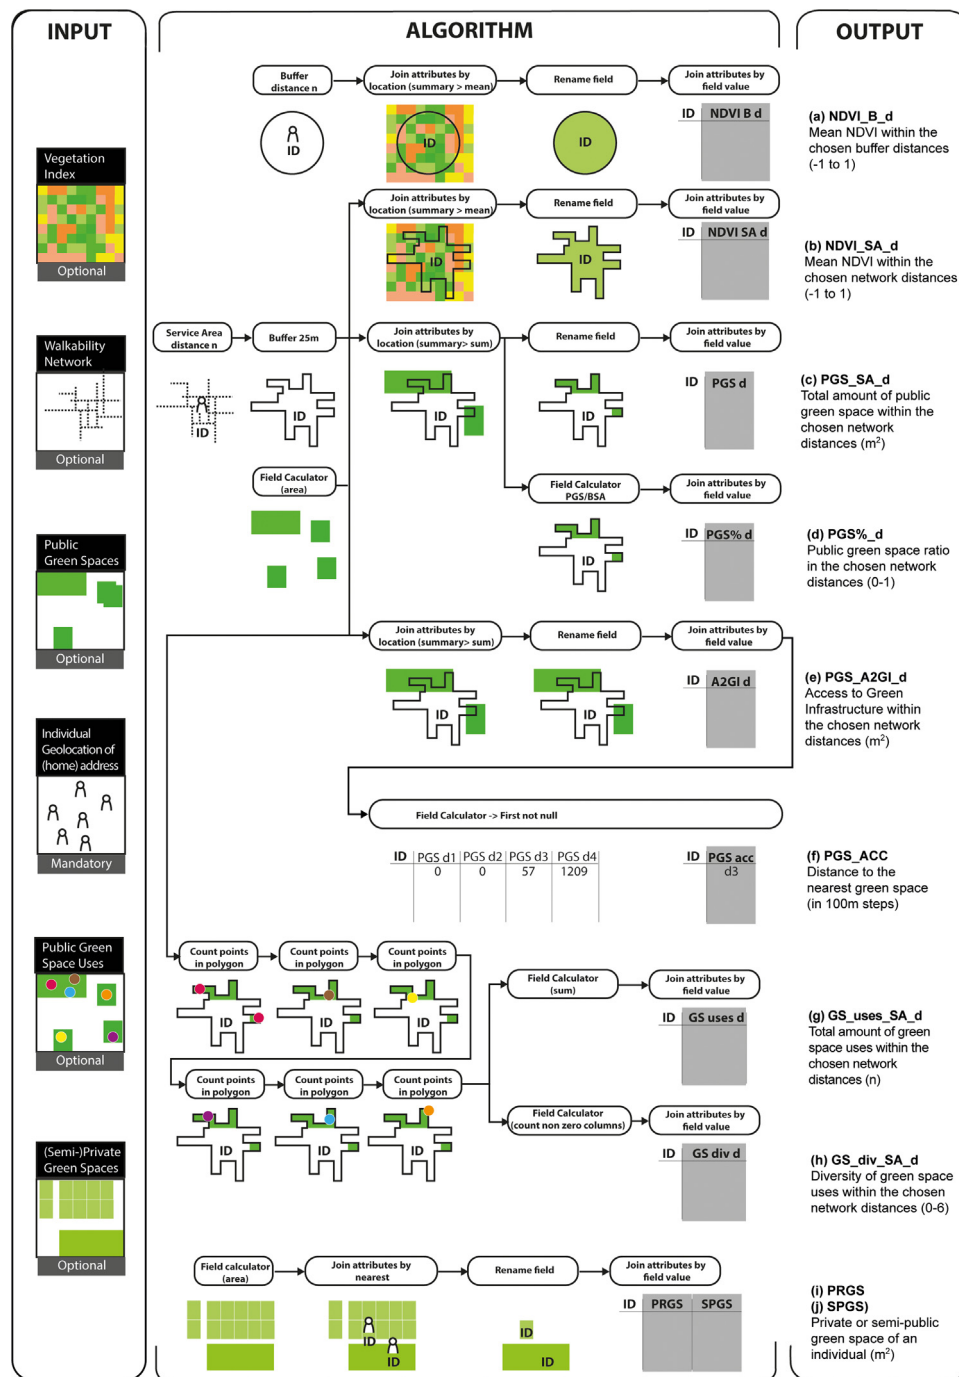 INPUT
ALGORITHM
OUTPUT
Vegetation
Index
Optional
Walkability
Network
Optional
Public
Green Spaces
Optional
Individual
Geolocation of
(home) address
Mandatory
Public Green
Space Uses
Optional
(Semi-)Private
Green Spaces
Optional
Buffer
distance n
Join attributes by
location (summary > mean)
Rename field
Join attributes by
field value
ID
ID
ID
ID NDVI B d
(a) NDVI_B_d
Mean NDVI within the
chosen buffer distances
(-1 to 1)
Join attributes by
location (summary > mean)
Rename field
Join attributes by
field value
ID
ID
ID NDVI SA d
(b) NDVI_SA_d
Mean NDVI within the
chosen network distances
(-1 to 1)
Service Area
distance n
Buffer 25m
Join attributes by
location (summary> sum)
Rename field
Join attributes by
field value
ID
ID
ID
ID
ID PGS d
(c) PGS_SA_d
Total amount of public
green space within the
chosen network
distances (m²)
Field Caculator
(area)
Field Calculator
PGS/BSA
Join attributes by
field value
ID
ID PGS% d
(d) PGS%_d
Public green space ratio
in the chosen network
distances (0-1)
Join attributes by
location (summary> sum)
Rename field
Join attributes by
field value
ID
ID
ID A2GI d
(e) PGS_A2GI_d
Access to Green
Infrastructure within
the chosen network
distances (m²)
Field Calculator -> First not null
ID PGS d1 PGS d2 PGS d3 PGS d4
0 0 57 1209
ID PGS acc
d3
(f) PGS_ACC
Distance to the
nearest green space
(in 100m steps)
Count points
in polygon
Count points
in polygon
Count points
in polygon
ID
ID
ID
Count points
in polygon
Count points
in polygon
Count points
in polygon
ID
ID
ID
Field Calculator
(sum)
Join attributes by
field value
ID GS uses d
(g) GS_uses_SA_d
Total amount of green
space uses within the
chosen network
distances (n)
Field Calculator
(count non zero columns)
Join attributes by
field value
ID GS div d
(h) GS_div_SA_d
Diversity of green space
uses within the chosen
network distances (0-6)
Field calculator
(area)
Join attributes by
nearest
Rename field
Join attributes by
field value
ID
ID
ID
ID
ID PRGS SPGS
(i) PRGS
(j) SPGS)
Private or semi-public
green space of an
individual (m²)